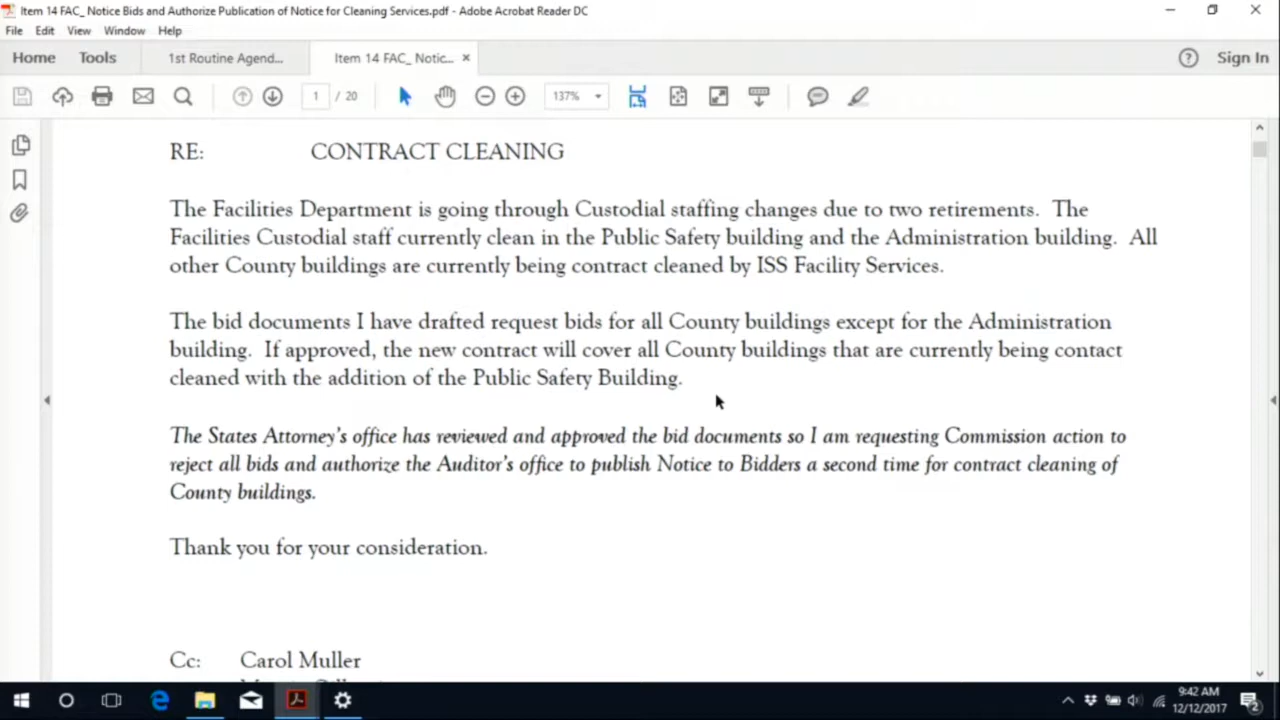 Item 14 FAC_ Notice Bids and Authorize Publication of Notice for Cleaning Services.pdf - Adobe Acrobat Reader DC
File Edit View Window Help
Home Tools 1st Routine Agend... Item 14 FAC_ Notic... Sign In
1 / 20 137%
RE: CONTRACT CLEANING
The Facilities Department is going through Custodial staffing changes due to two retirements. The
Facilities Custodial staff currently clean in the Public Safety building and the Administration building. All
other County buildings are currently being contract cleaned by ISS Facility Services.
The bid documents I have drafted request bids for all County buildings except for the Administration
building. If approved, the new contract will cover all County buildings that are currently being contact
cleaned with the addition of the Public Safety Building.
The States Attorney's office has reviewed and approved the bid documents so I am requesting Commission action to
reject all bids and authorize the Auditor's office to publish Notice to Bidders a second time for contract cleaning of
County buildings.
Thank you for your consideration.
Cc: Carol Muller
9:42 AM
12/12/2017
2